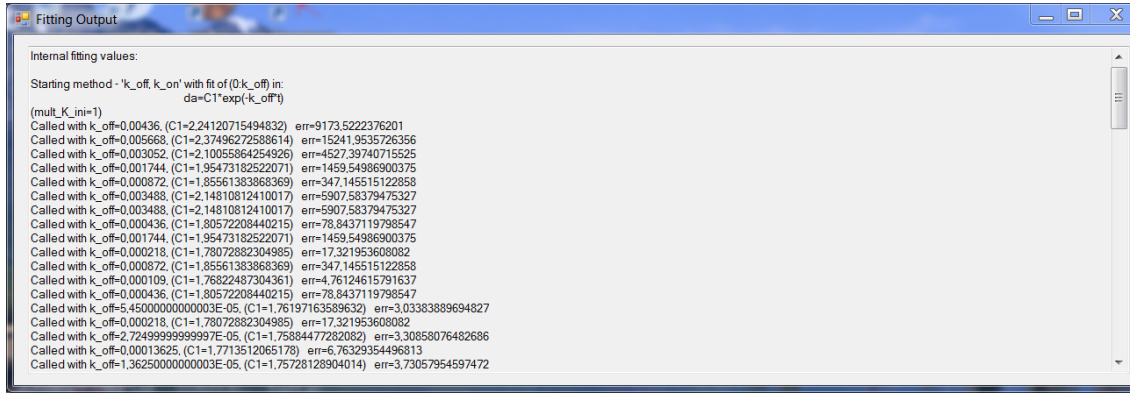 Fitting Output
Internal fitting values:
Starting method - 'k_off, k_on' with fit of (0:k_off) in:
da=C1*exp(-k_off*t)
(mult_K_ini=1)
Called with k_off=0,00436, (C1=2,24120715494832) err=9173,5222376201
Called with k_off=0,005668, (C1=2,37496272588614) err=15241,9535726356
Called with k_off=0,003052, (C1=2,10055864254926) err=4527,39740715525
Called with k_off=0,001744, (C1=1,95473182522071) err=1459,54986900375
Called with k_off=0,000872, (C1=1,85561383868369) err=347,145515122858
Called with k_off=0,003488, (C1=2,14810812410017) err=5907,58379475327
Called with k_off=0,003488, (C1=2,14810812410017) err=5907,58379475327
Called with k_off=0,000436, (C1=1,80572208440215) err=78,8437119798547
Called with k_off=0,001744, (C1=1,95473182522071) err=1459,54986900375
Called with k_off=0,000218, (C1=1,78072882304985) err=17,321953608082
Called with k_off=0,000872, (C1=1,85561383868369) err=347,145515122858
Called with k_off=0,000109, (C1=1,76822487304361) err=4,76124615791637
Called with k_off=0,000436, (C1=1,80572208440215) err=78,8437119798547
Called with k_off=5,45000000000003E-05, (C1=1,76197163589632) err=3,03383889694827
Called with k_off=0,000218, (C1=1,78072882304985) err=17,321953608082
Called with k_off=2,72499999999997E-05, (C1=1,75884477282082) err=3,30858076482686
Called with k_off=0,00013625, (C1=1,7713512065178) err=6,76329354496813
Called with k_off=1,36250000000003E-05, (C1=1,75728128904014) err=3,73057954597472